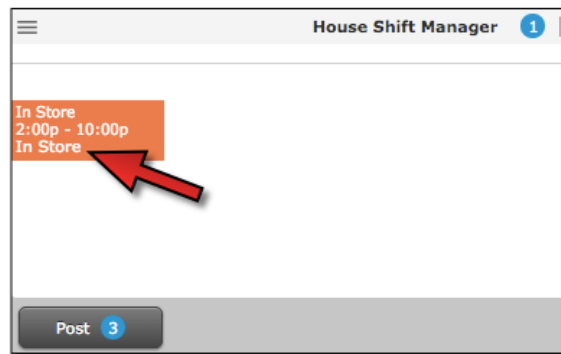 House Shift Manager 1
In Store
2:00p - 10:00p
In Store
Post 3